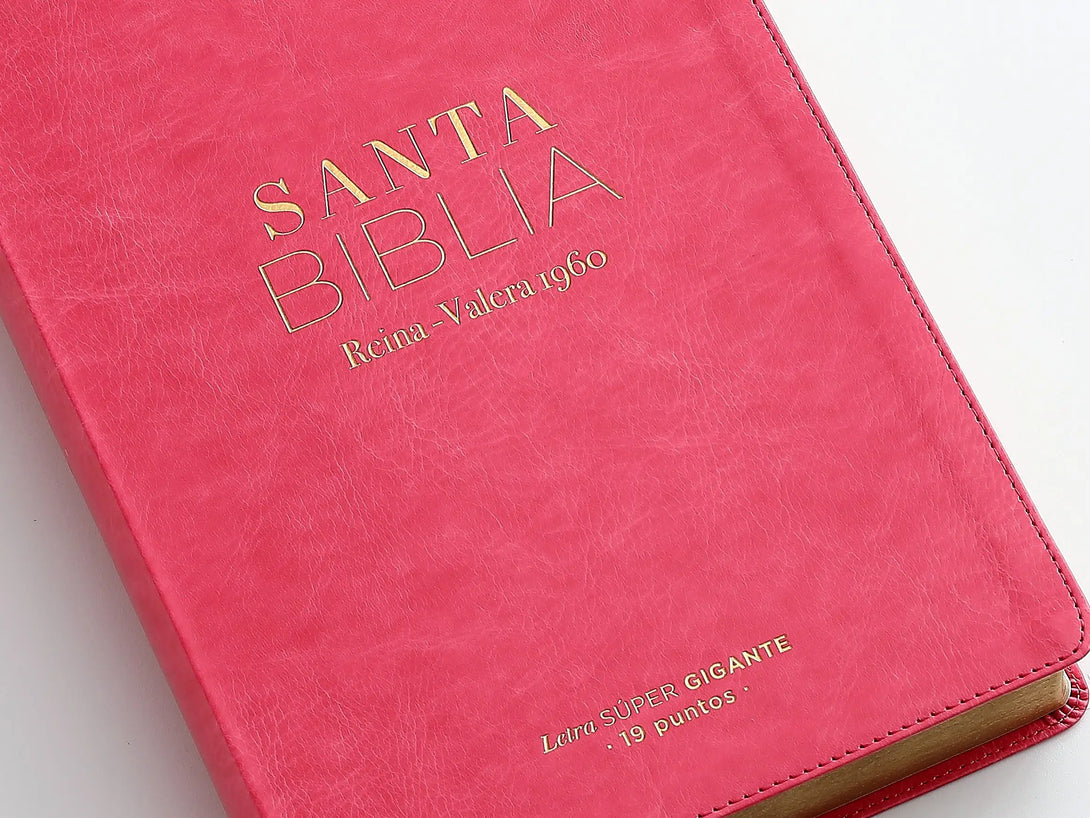 SANTA
BIBLIA
Reina-Valera 1960
Letra SÚPER GIGANTE
· 19 puntos ·